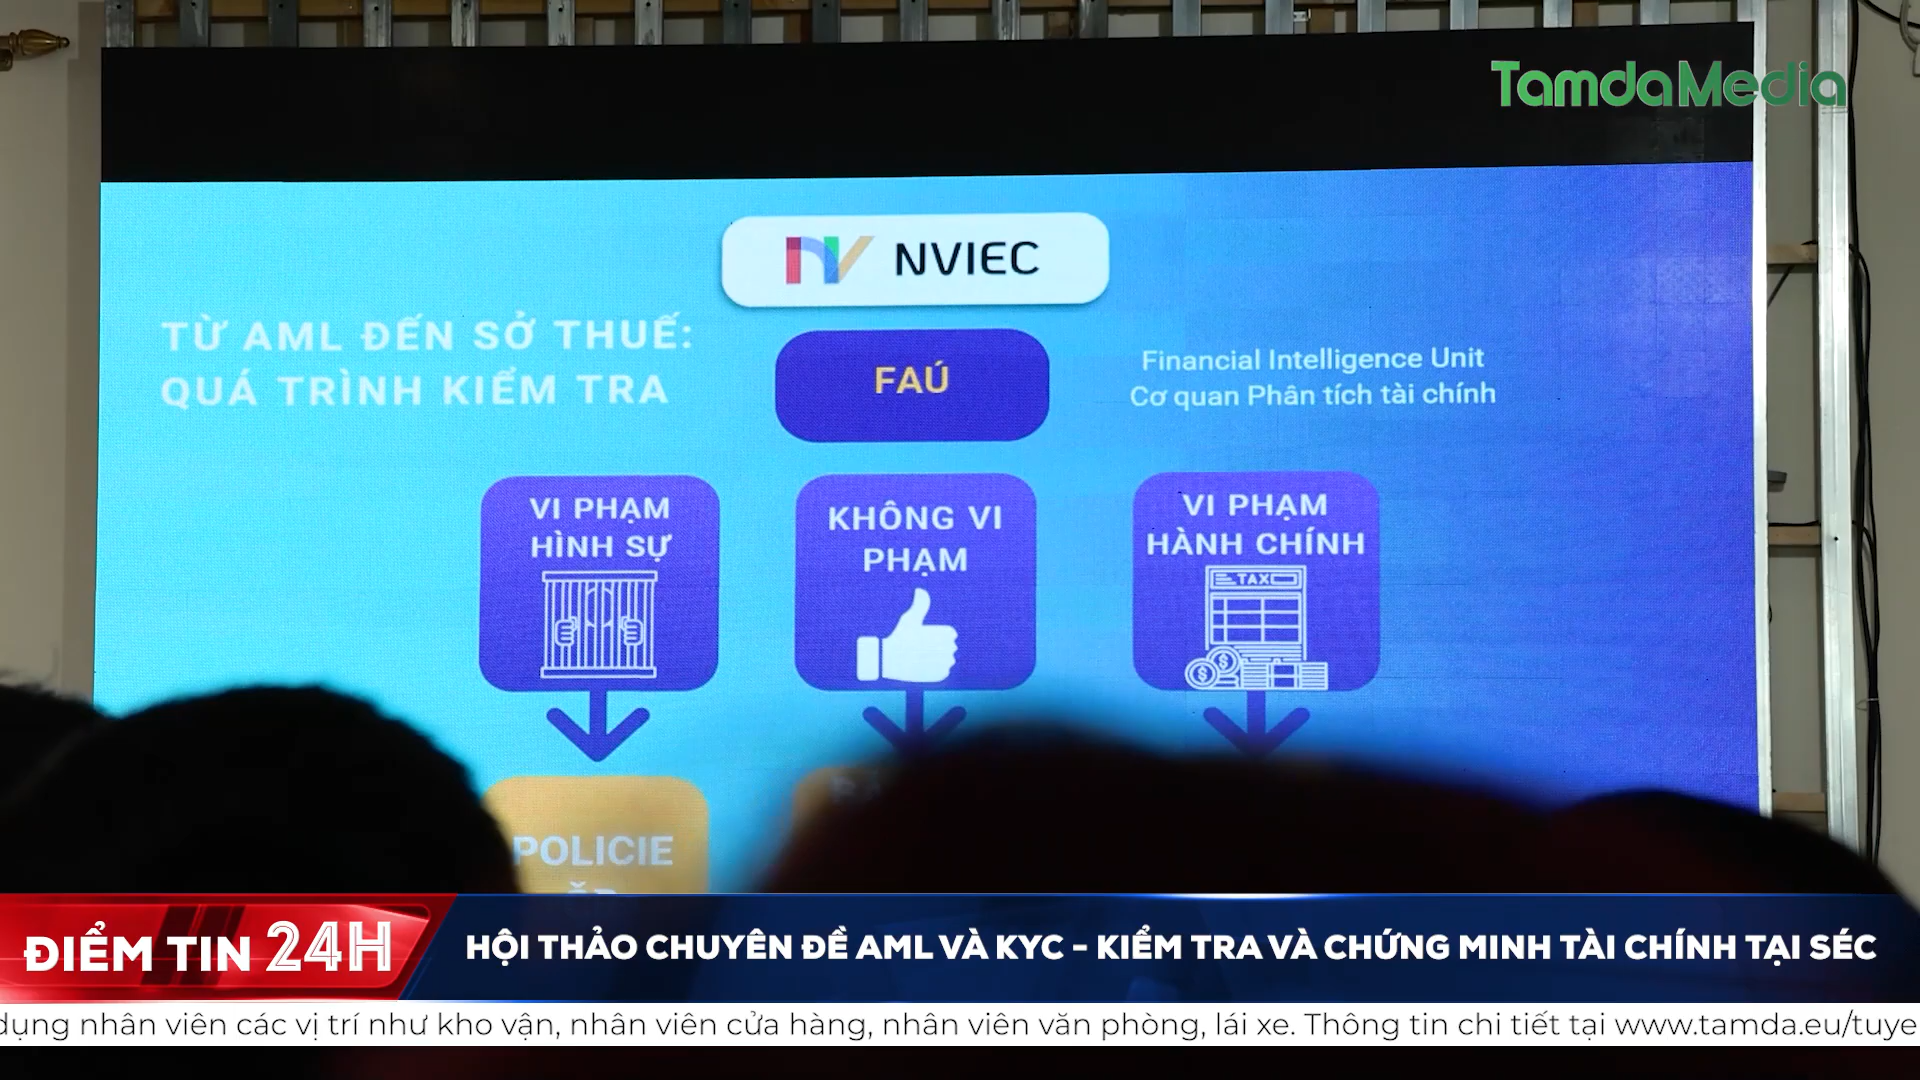 TamdaMedia
NVIEC
TỪ AML ĐẾN SỞ THUẾ:
QUÁ TRÌNH KIỂM TRA
FAÚ
Financial Intelligence Unit
Cơ quan Phân tích tài chính
VI PHẠM
HÌNH SỰ
KHÔNG VI
PHẠM
VI PHẠM
HÀNH CHÍNH
TAX
POLICIE
ĐIỂM TIN 24H
HỘI THẢO CHUYÊN ĐỀ AML VÀ KYC - KIỂM TRA VÀ CHỨNG MINH TÀI CHÍNH TẠI SÉC
dụng nhân viên các vị trí như kho vận, nhân viên cửa hàng, nhân viên văn phòng, lái xe. Thông tin chi tiết tại www.tamda.eu/tuye